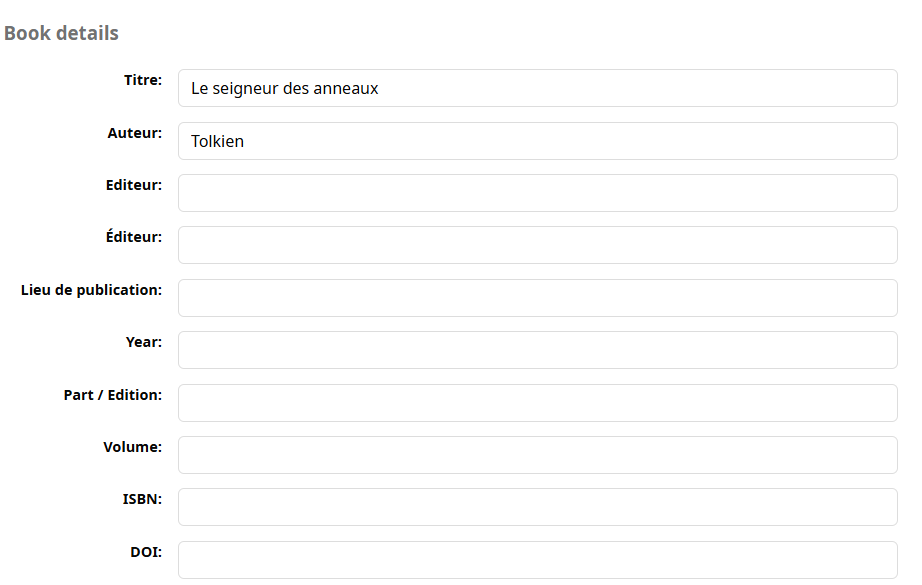 Book details
Titre: Le seigneur des anneaux
Auteur: Tolkien
Editeur:
Éditeur:
Lieu de publication:
Year:
Part / Edition:
Volume:
ISBN:
DOI: